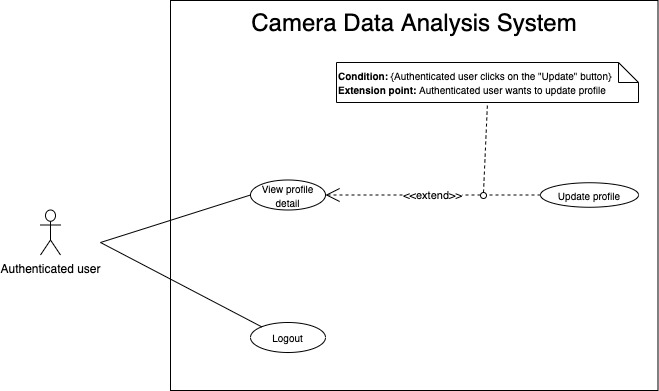 Camera Data Analysis System
Condition: {Authenticated user clicks on the "Update" button}
Extension point: Authenticated user wants to update profile
View profile
detail
<<extend>>
Update profile
Authenticated user
Logout